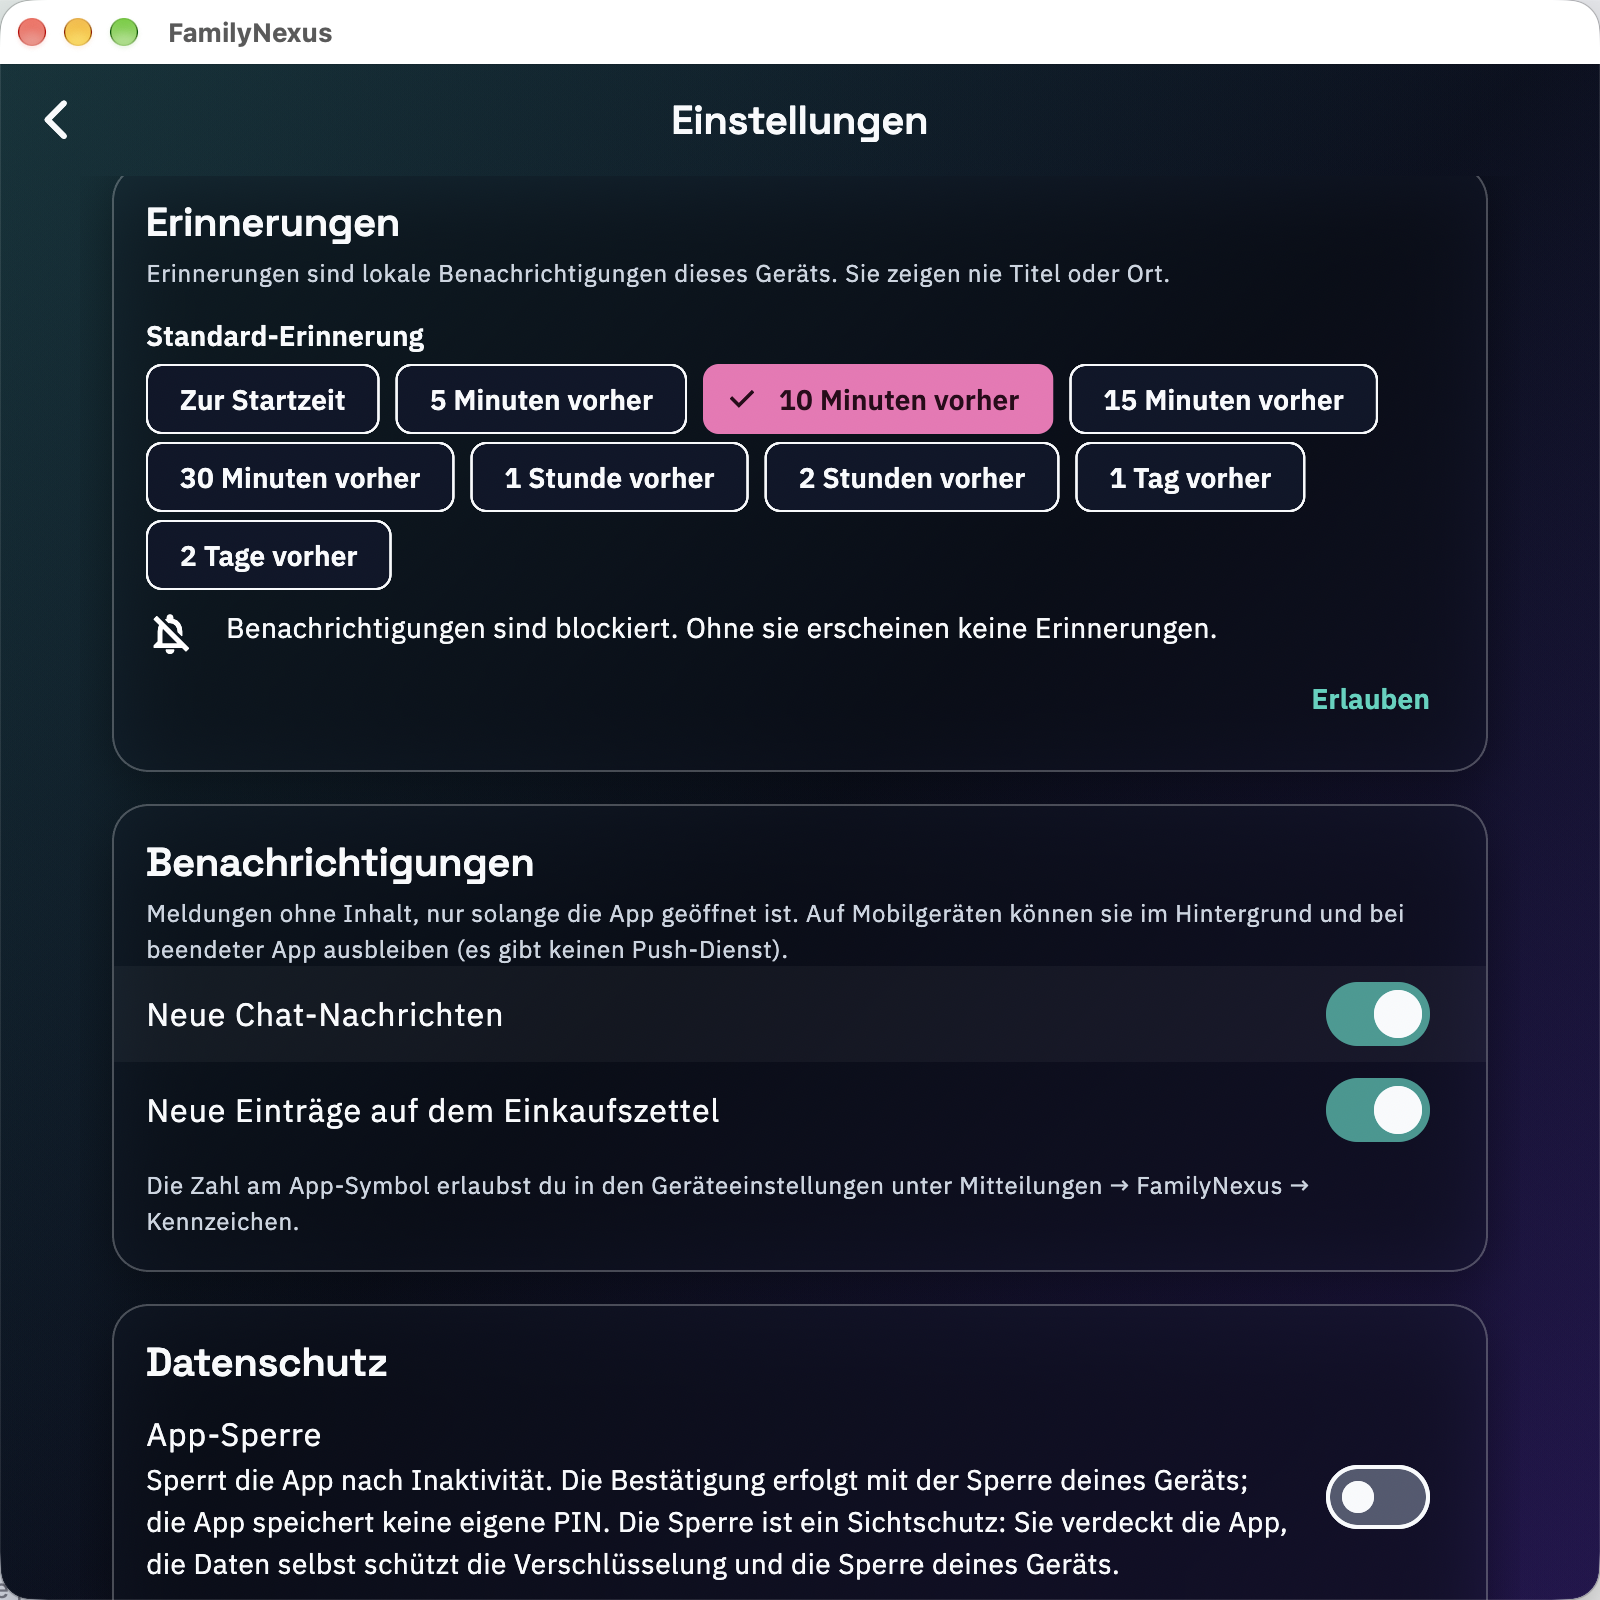 FamilyNexus
Einstellungen
Erinnerungen
Erinnerungen sind lokale Benachrichtigungen dieses Geräts. Sie zeigen nie Titel oder Ort.
Standard-Erinnerung
Zur Startzeit 5 Minuten vorher 10 Minuten vorher 15 Minuten vorher
30 Minuten vorher 1 Stunde vorher 2 Stunden vorher 1 Tag vorher
2 Tage vorher
Benachrichtigungen sind blockiert. Ohne sie erscheinen keine Erinnerungen.
Erlauben
Benachrichtigungen
Meldungen ohne Inhalt, nur solange die App geöffnet ist. Auf Mobilgeräten können sie im Hintergrund und bei
beendeter App ausbleiben (es gibt keinen Push-Dienst).
Neue Chat-Nachrichten
Neue Einträge auf dem Einkaufszettel
Die Zahl am App-Symbol erlaubst du in den Geräteeinstellungen unter Mitteilungen → FamilyNexus →
Kennzeichen.
Datenschutz
App-Sperre
Sperrt die App nach Inaktivität. Die Bestätigung erfolgt mit der Sperre deines Geräts;
die App speichert keine eigene PIN. Die Sperre ist ein Sichtschutz: Sie verdeckt die App,
die Daten selbst schützt die Verschlüsselung und die Sperre deines Geräts.